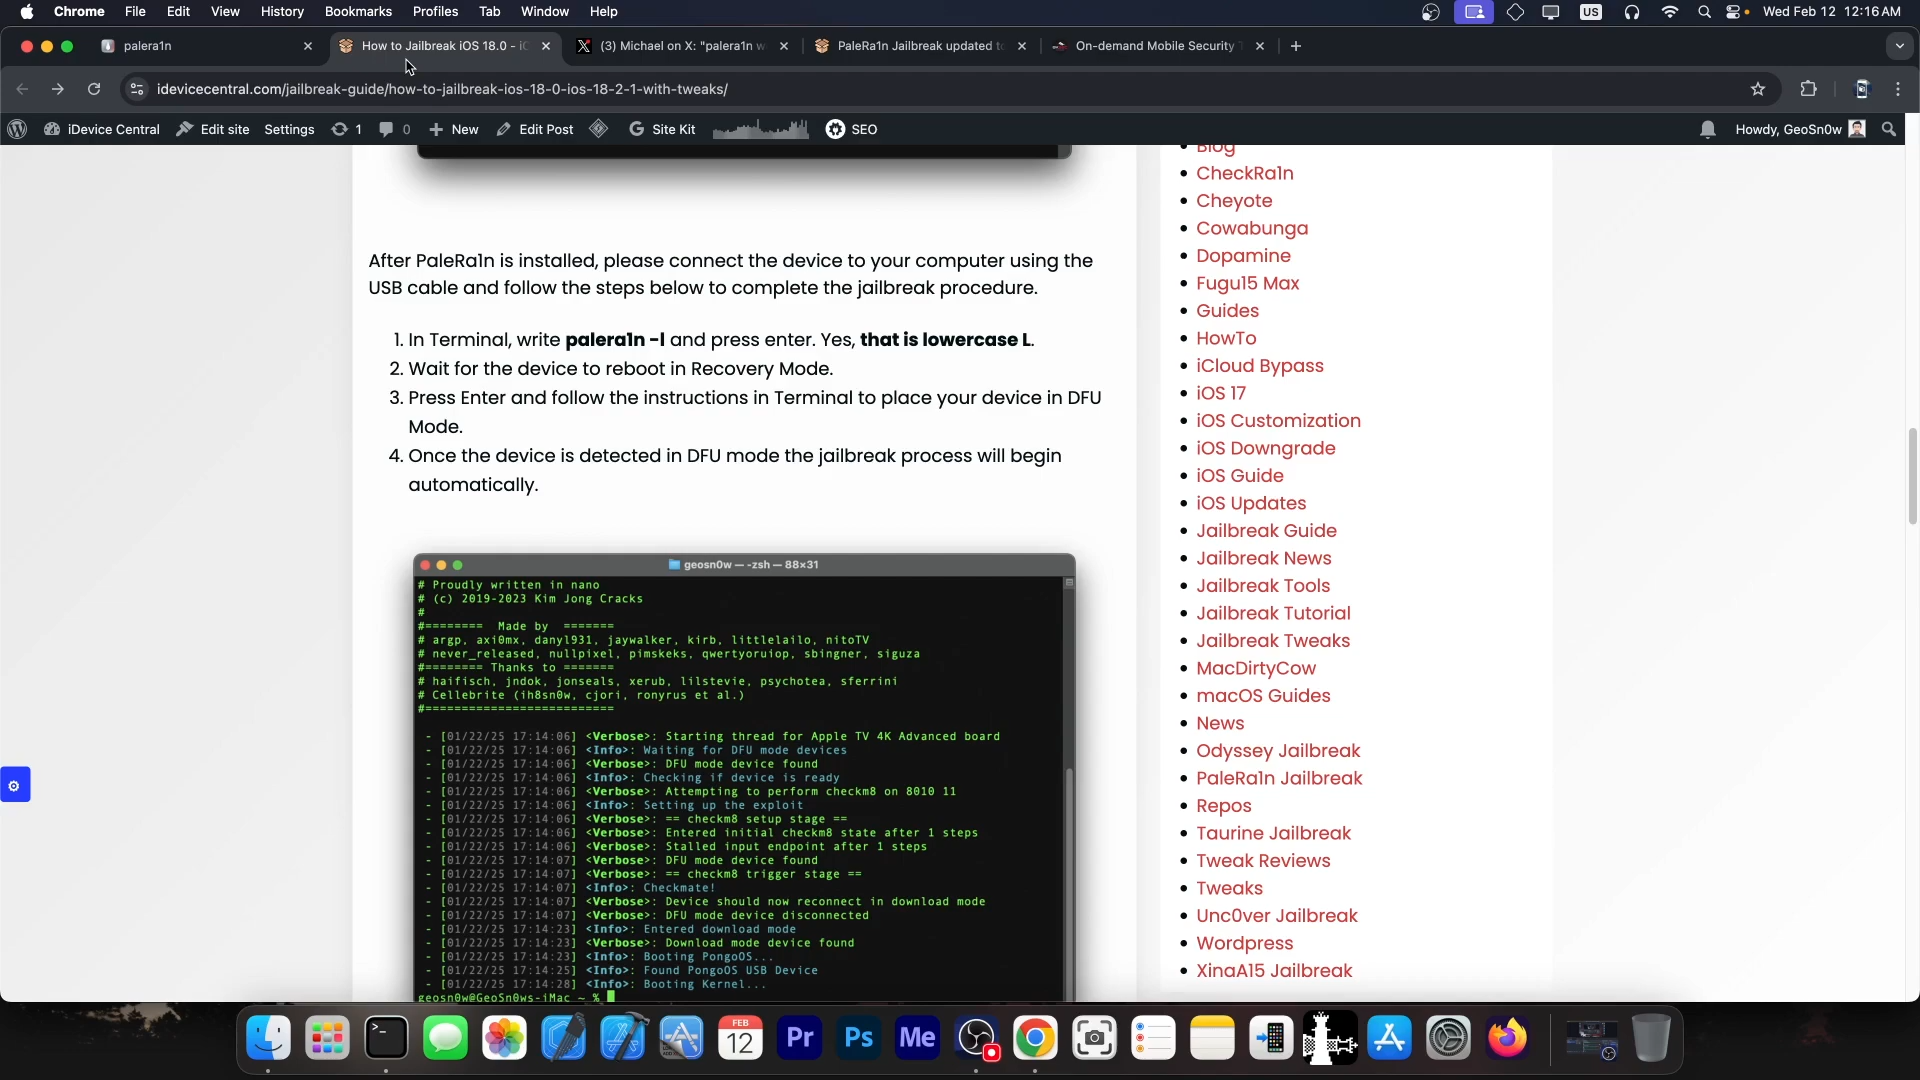 Chrome File Edit View History Bookmarks Profiles Tab Window Help
US
Wed Feb 12 12:16 AM
palera1n
How to Jailbreak iOS 18.0 - iO
(3) Michael on X: "palera1n w
PaleRa1n Jailbreak updated to
On-demand Mobile Security T
idevicecentral.com/jailbreak-guide/how-to-jailbreak-ios-18-0-ios-18-2-1-with-tweaks/
iDevice Central Edit site Settings 1 0 New Edit Post Site Kit SEO
Howdy, GeoSn0w
After PaleRa1n is installed, please connect the device to your computer using the
USB cable and follow the steps below to complete the jailbreak procedure.
1. In Terminal, write palera1n -l and press enter. Yes, that is lowercase L.
2. Wait for the device to reboot in Recovery Mode.
3. Press Enter and follow the instructions in Terminal to place your device in DFU
Mode.
4. Once the device is detected in DFU mode the jailbreak process will begin
automatically.
geosn0w — -zsh — 88×31
# Proudly written in nano
# (c) 2019-2023 Kim Jong Cracks
#
#======== Made by =======
# argp, axi0mx, danyl931, jaywalker, kirb, littlelailo, nitoTV
# never_released, nullpixel, pimskeks, qwertyoruiop, sbingner, siguza
#======== Thanks to =======
# haifisch, jndok, jonseals, xerub, lilstevie, psychotea, sferrini
# Cellebrite (ih8sn0w, cjori, ronyrus et al.)
#==========================
- [01/22/25 17:14:06] <Verbose>: Starting thread for Apple TV 4K Advanced board
- [01/22/25 17:14:06] <Info>: Waiting for DFU mode devices
- [01/22/25 17:14:06] <Verbose>: DFU mode device found
- [01/22/25 17:14:06] <Info>: Checking if device is ready
- [01/22/25 17:14:06] <Verbose>: Attempting to perform checkm8 on 8010 11
- [01/22/25 17:14:06] <Info>: Setting up the exploit
- [01/22/25 17:14:06] <Verbose>: == checkm8 setup stage ==
- [01/22/25 17:14:06] <Verbose>: Entered initial checkm8 state after 1 steps
- [01/22/25 17:14:06] <Verbose>: Stalled input endpoint after 1 steps
- [01/22/25 17:14:07] <Verbose>: DFU mode device found
- [01/22/25 17:14:07] <Verbose>: == checkm8 trigger stage ==
- [01/22/25 17:14:07] <Info>: Checkmate!
- [01/22/25 17:14:07] <Verbose>: Device should now reconnect in download mode
- [01/22/25 17:14:07] <Verbose>: DFU mode device disconnected
- [01/22/25 17:14:23] <Info>: Entered download mode
- [01/22/25 17:14:23] <Verbose>: Download mode device found
- [01/22/25 17:14:23] <Info>: Booting PongoOS...
- [01/22/25 17:14:25] <Info>: Found PongoOS USB Device
- [01/22/25 17:14:28] <Info>: Booting Kernel...
geosn0w@GeoSn0ws-iMac ~ %
Blog
CheckRa1n
Cheyote
Cowabunga
Dopamine
Fugu15 Max
Guides
HowTo
iCloud Bypass
iOS 17
iOS Customization
iOS Downgrade
iOS Guide
iOS Updates
Jailbreak Guide
Jailbreak News
Jailbreak Tools
Jailbreak Tutorial
Jailbreak Tweaks
MacDirtyCow
macOS Guides
News
Odyssey Jailbreak
PaleRa1n Jailbreak
Repos
Taurine Jailbreak
Tweak Reviews
Tweaks
Unc0ver Jailbreak
Wordpress
XinaA15 Jailbreak
FEB
12
Pr
Ps
Me